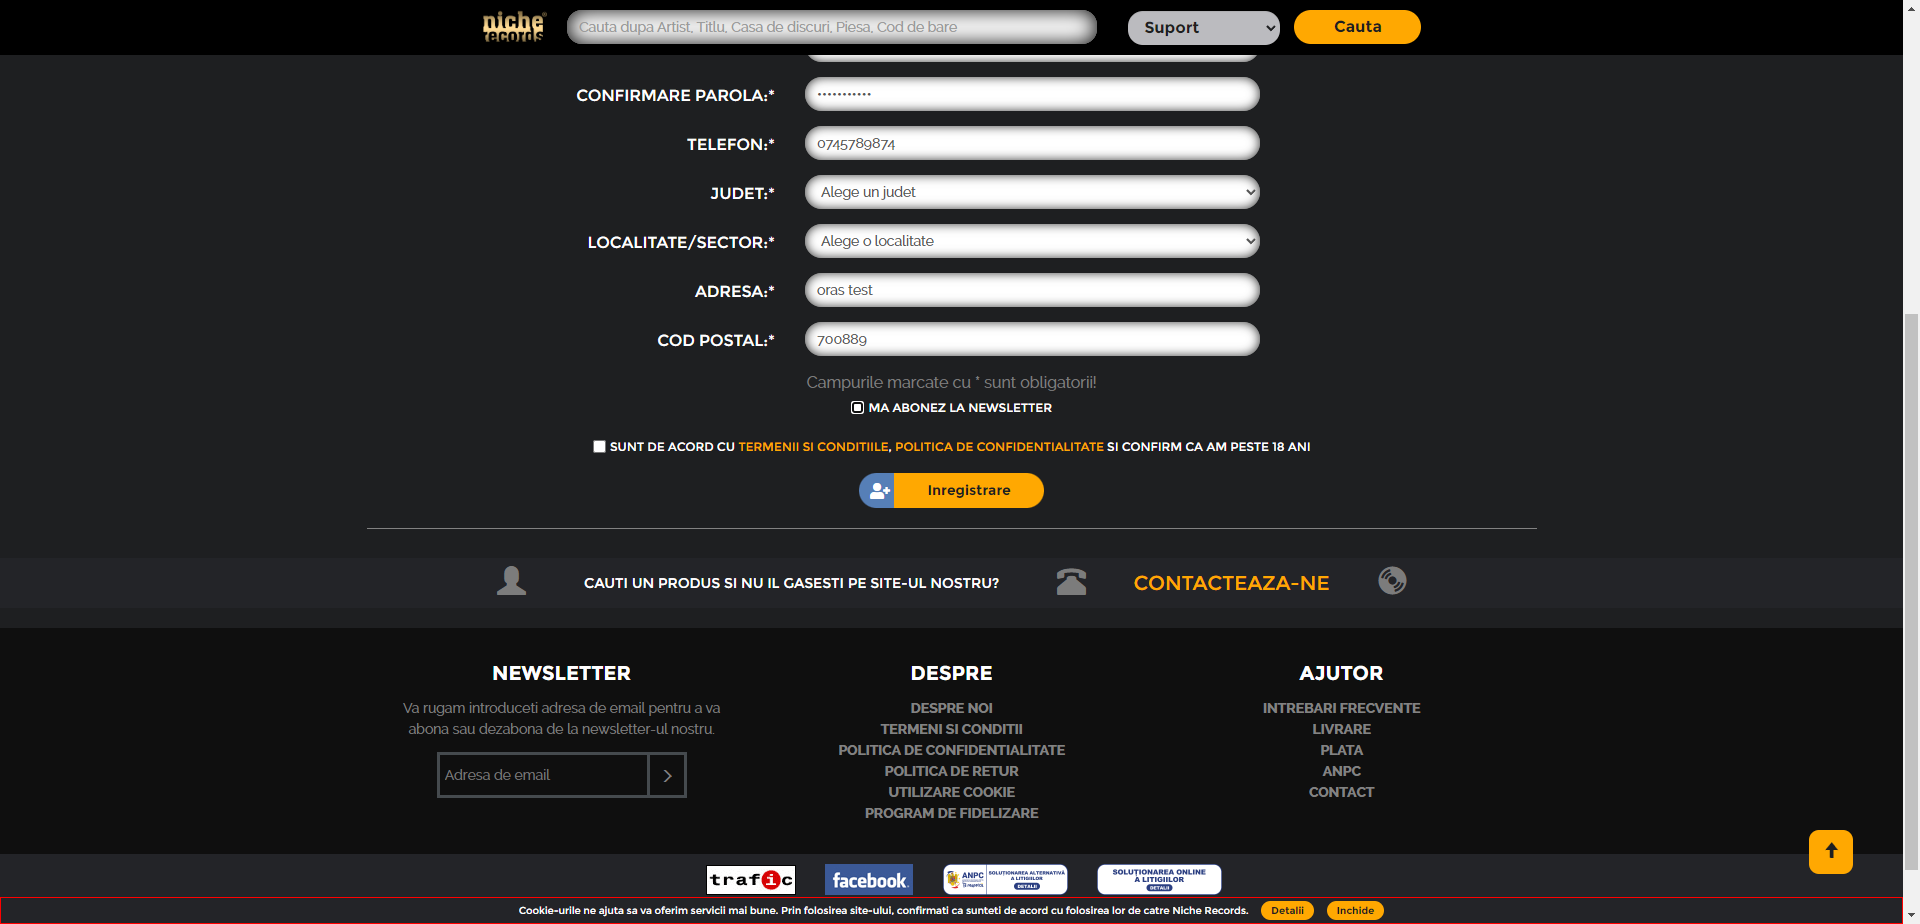 niche records
Cauta dupa Artist, Titlu, Casa de discuri, Piesa, Cod de bare
Suport
Cauta
CONFIRMARE PAROLA:*
•••••••••••
TELEFON:*
0745789874
JUDET:*
Alege un judet
LOCALITATE/SECTOR:*
Alege o localitate
ADRESA:*
oras test
COD POSTAL:*
700889
Campurile marcate cu * sunt obligatorii!
MA ABONEZ LA NEWSLETTER
SUNT DE ACORD CU TERMENII SI CONDITIILE, POLITICA DE CONFIDENTIALITATE SI CONFIRM CA AM PESTE 18 ANI
Inregistrare
CAUTI UN PRODUS SI NU IL GASESTI PE SITE-UL NOSTRU?
CONTACTEAZA-NE
NEWSLETTER
Va rugam introduceti adresa de email pentru a va
abona sau dezabona de la newsletter-ul nostru.
Adresa de email
DESPRE
DESPRE NOI
TERMENI SI CONDITII
POLITICA DE CONFIDENTIALITATE
POLITICA DE RETUR
UTILIZARE COOKIE
PROGRAM DE FIDELIZARE
AJUTOR
INTREBARI FRECVENTE
LIVRARE
PLATA
ANPC
CONTACT
trafic
facebook
ANPC
SOLUȚIONAREA ALTERNATIVĂ
A LITIGIILOR
DETALII
SOLUȚIONAREA ONLINE
A LITIGIILOR
DETALII
Cookie-urile ne ajuta sa va oferim servicii mai bune. Prin folosirea site-ului, confirmati ca sunteti de acord cu folosirea lor de catre Niche Records.
Detalii
Inchide